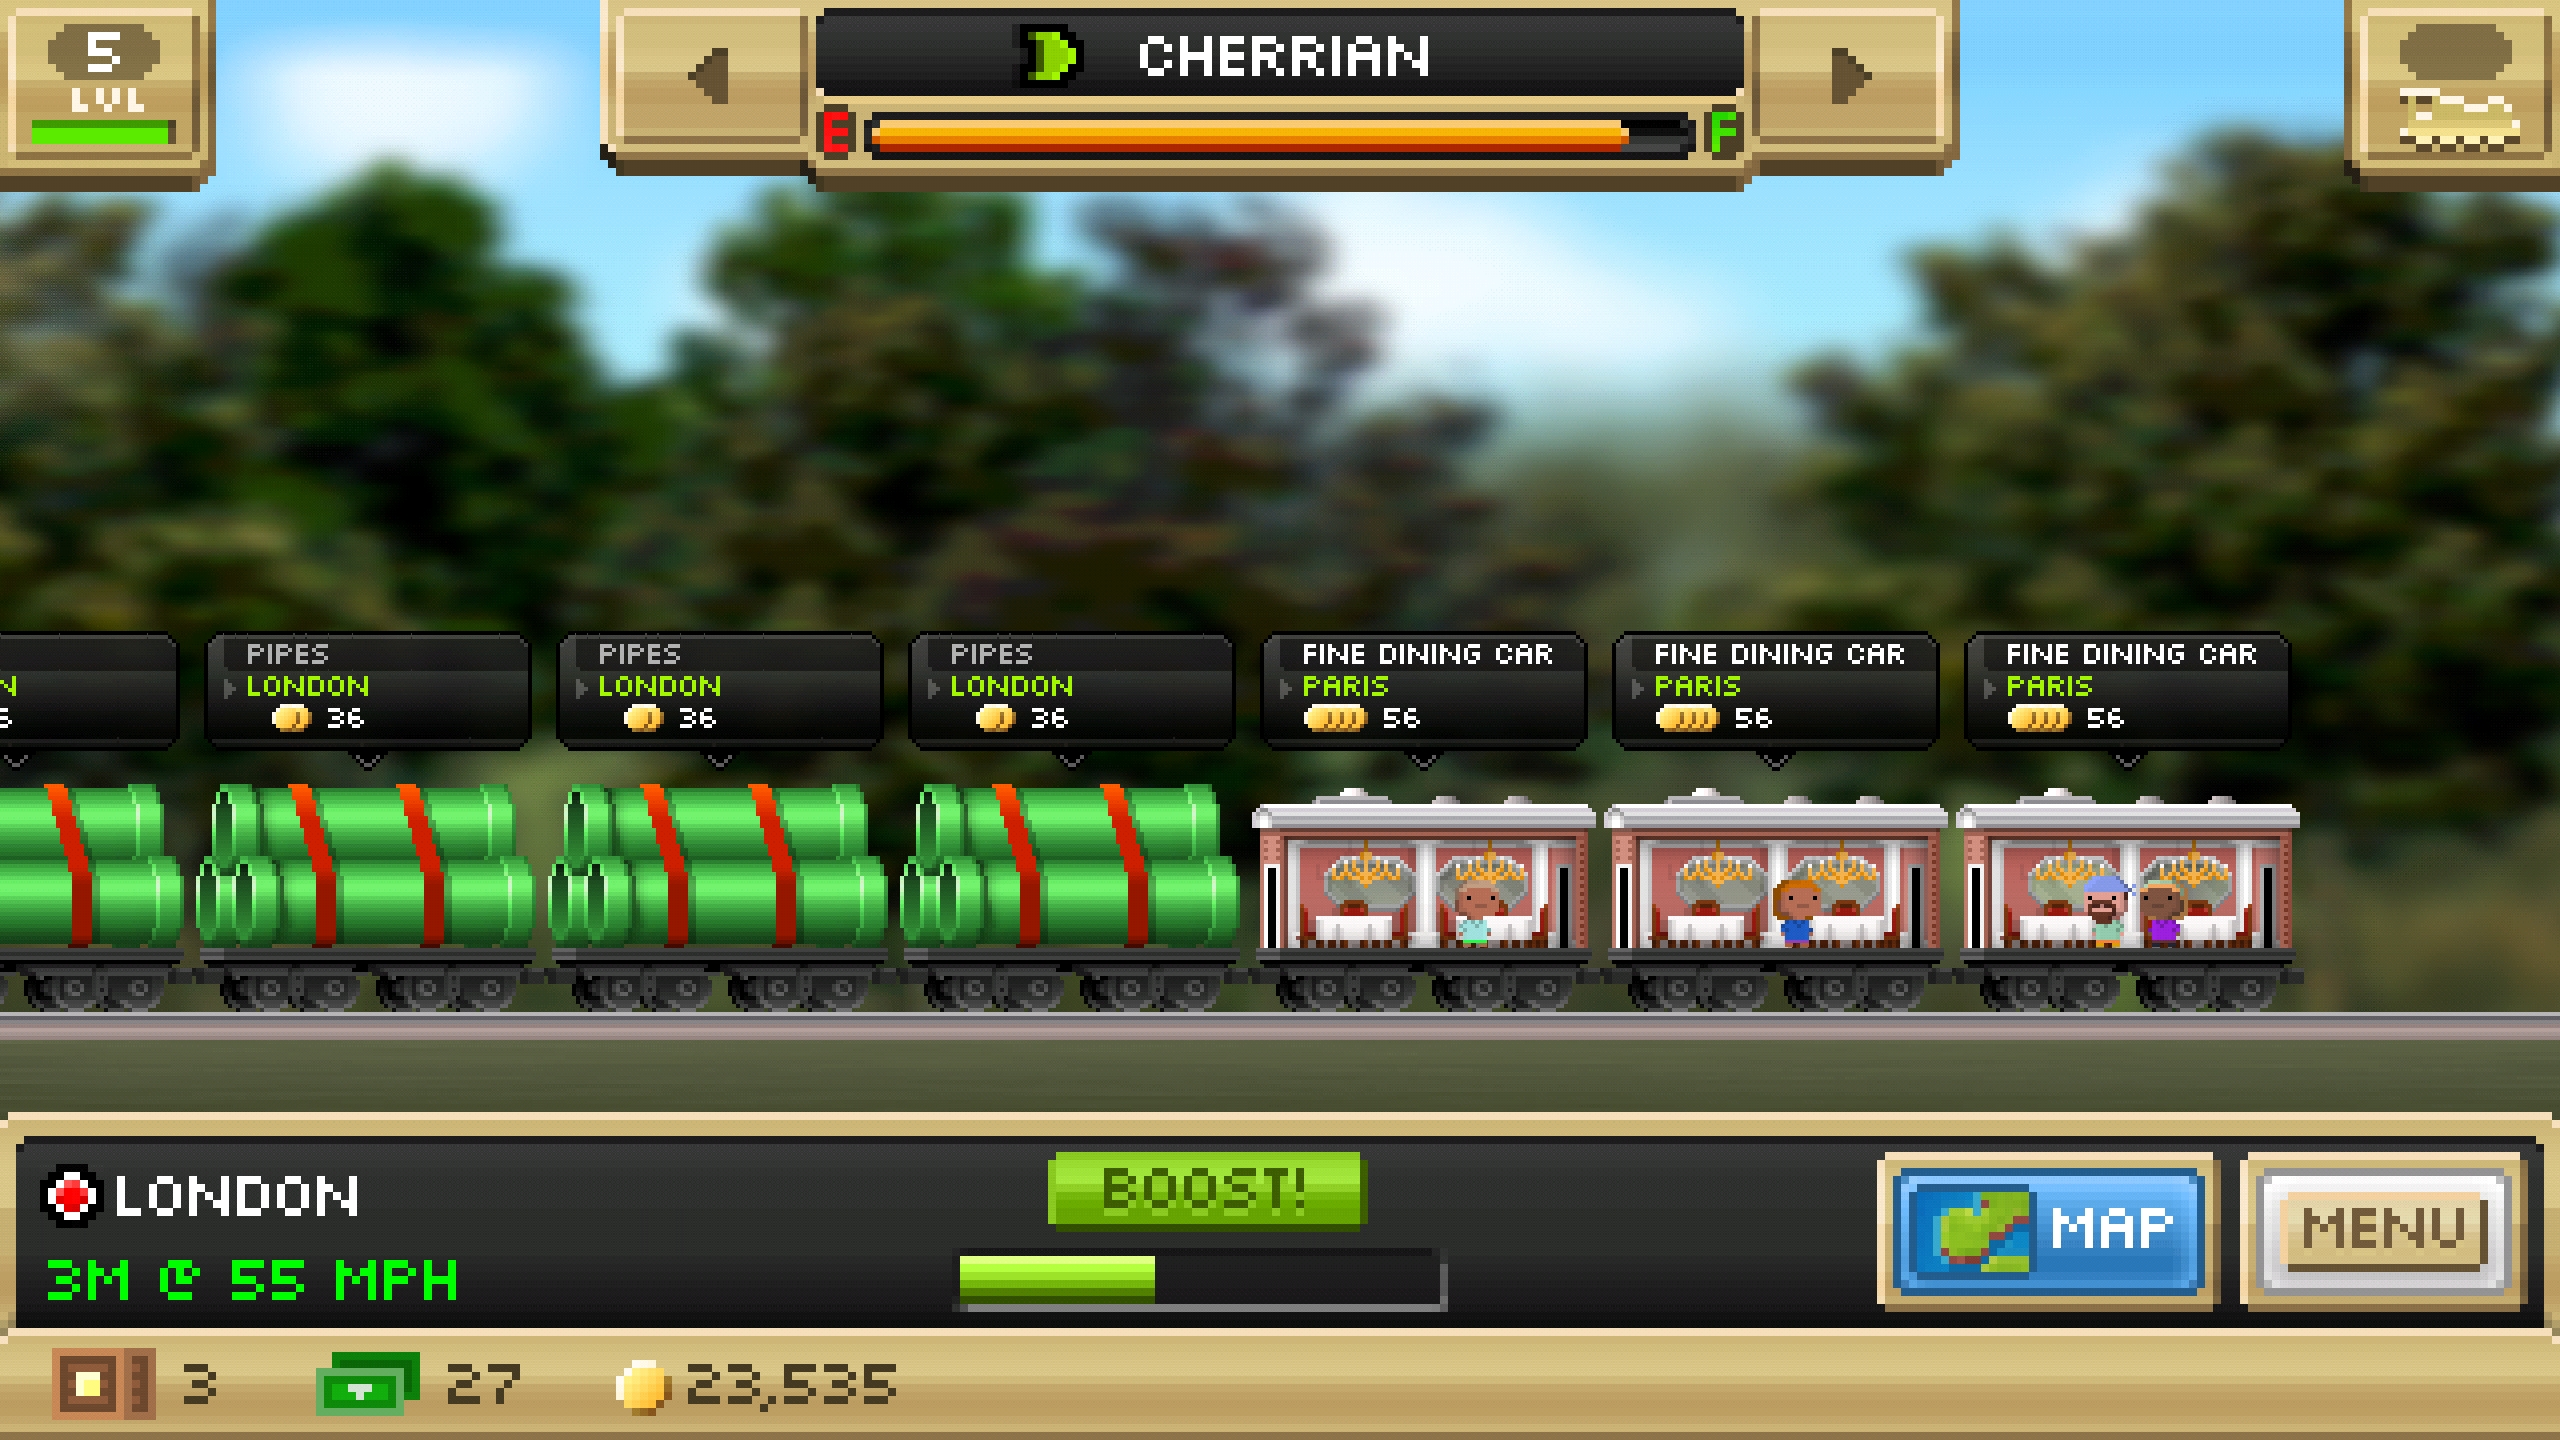 5
LVL
CHERRIAN
E F
N
PIPES
LONDON
36
PIPES
LONDON
36
PIPES
LONDON
36
FINE DINING CAR
PARIS
56
FINE DINING CAR
PARIS
56
FINE DINING CAR
PARIS
56
LONDON
3M @ 55 MPH
BOOST!
MAP
MENU
3
27
23,535